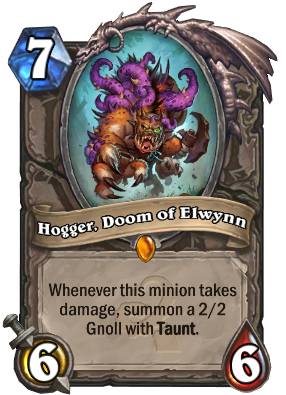 7
Hogger, Doom of Elwynn
Whenever this minion takes
damage, summon a 2/2
Gnoll with Taunt.
6
6